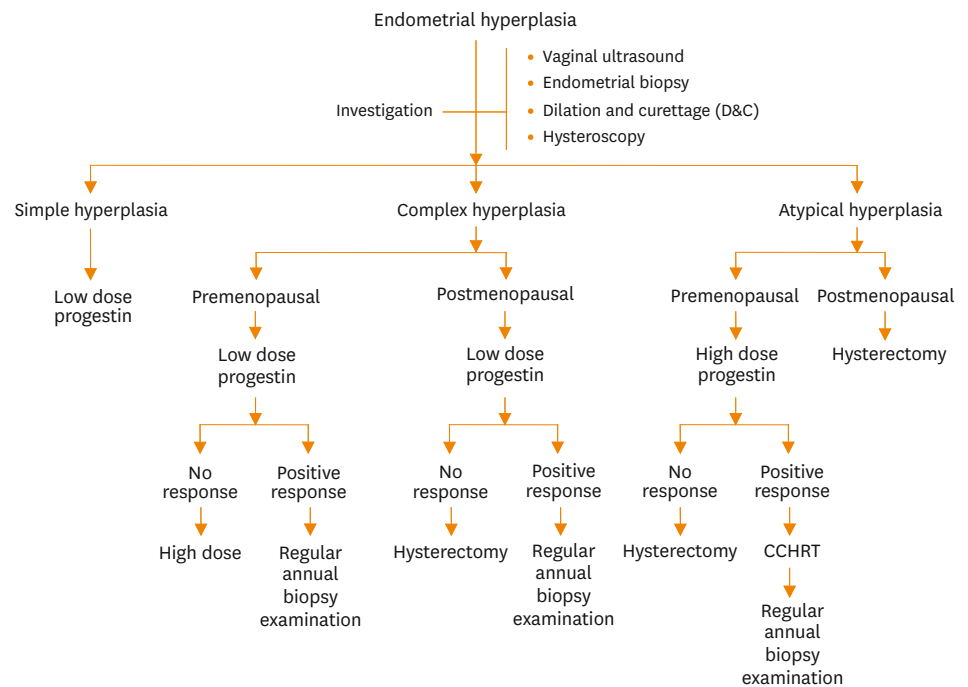 Endometrial hyperplasia
• Vaginal ultrasound
• Endometrial biopsy
Investigation
• Dilation and curettage (D&C)
• Hysteroscopy
Simple hyperplasia
Complex hyperplasia
Atypical hyperplasia
Low dose
progestin
Premenopausal
Postmenopausal
Premenopausal
Postmenopausal
Low dose
progestin
Low dose
progestin
High dose
progestin
Hysterectomy
No
response
Positive
response
No
response
Positive
response
No
response
Positive
response
High dose
Regular
annual
biopsy
examination
Hysterectomy
Regular
annual
biopsy
examination
Hysterectomy
CCHRT
Regular
annual
biopsy
examination